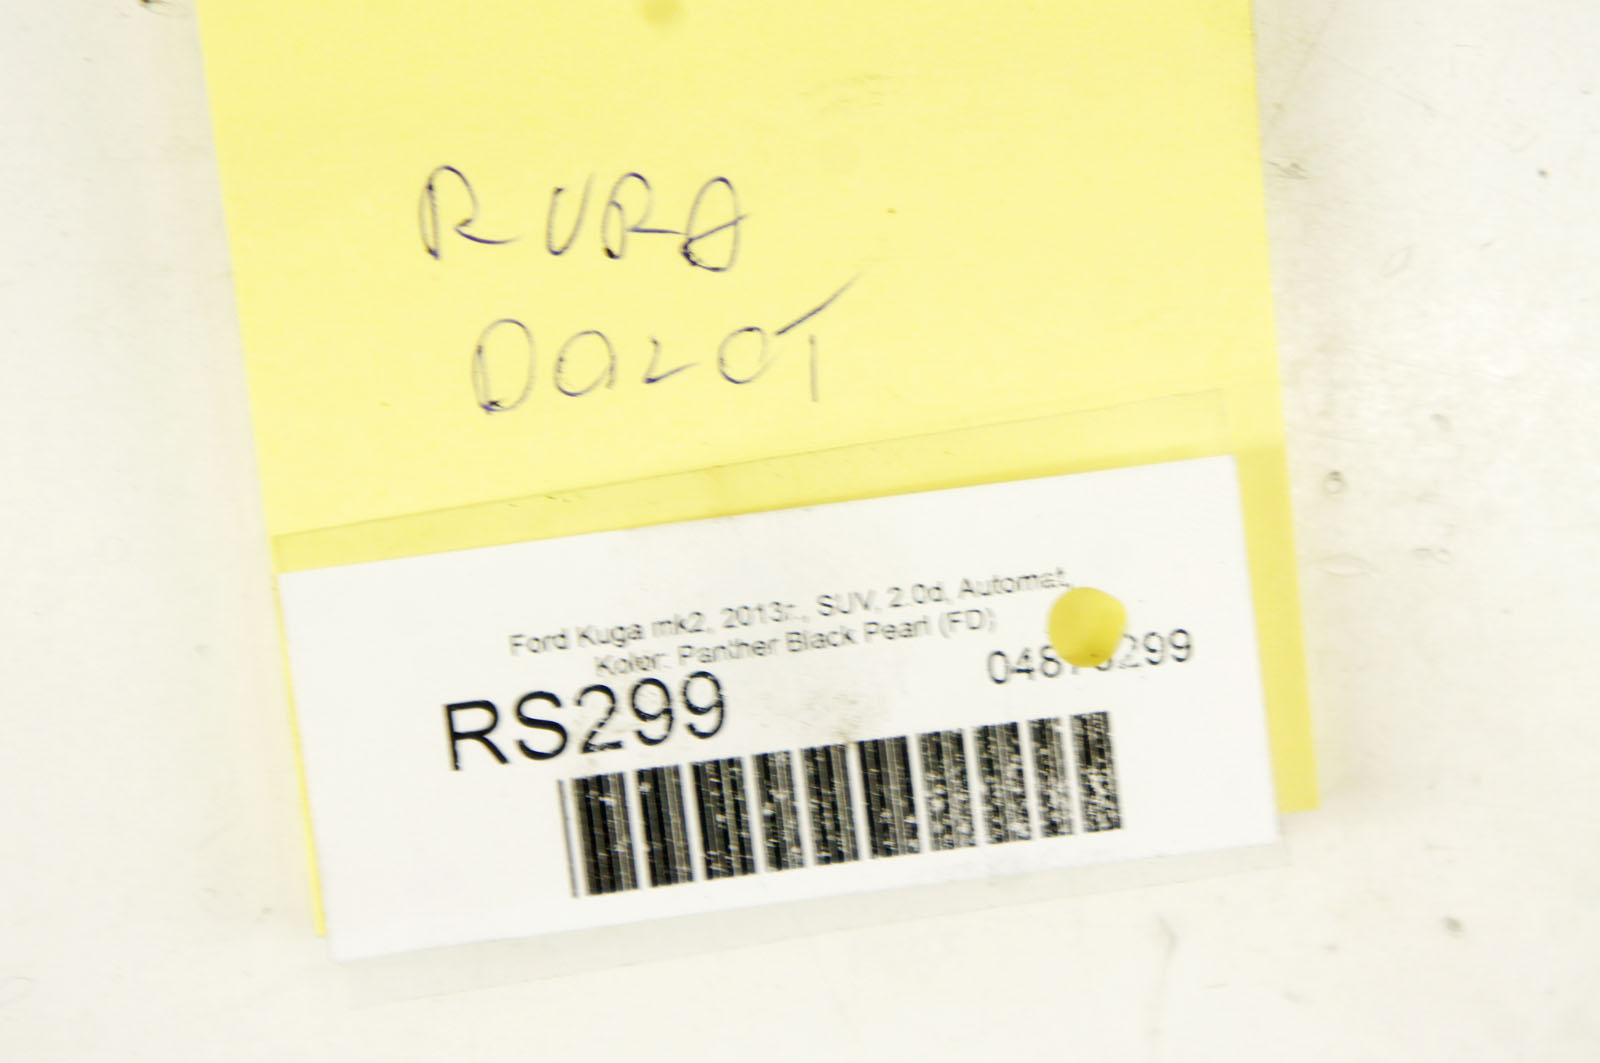 RURA
DOLOT
Ford Kuga mk2, 2013r., SUV, 2.0d, Automat,
Kolor: Panther Black Pearl (FD)
RS299